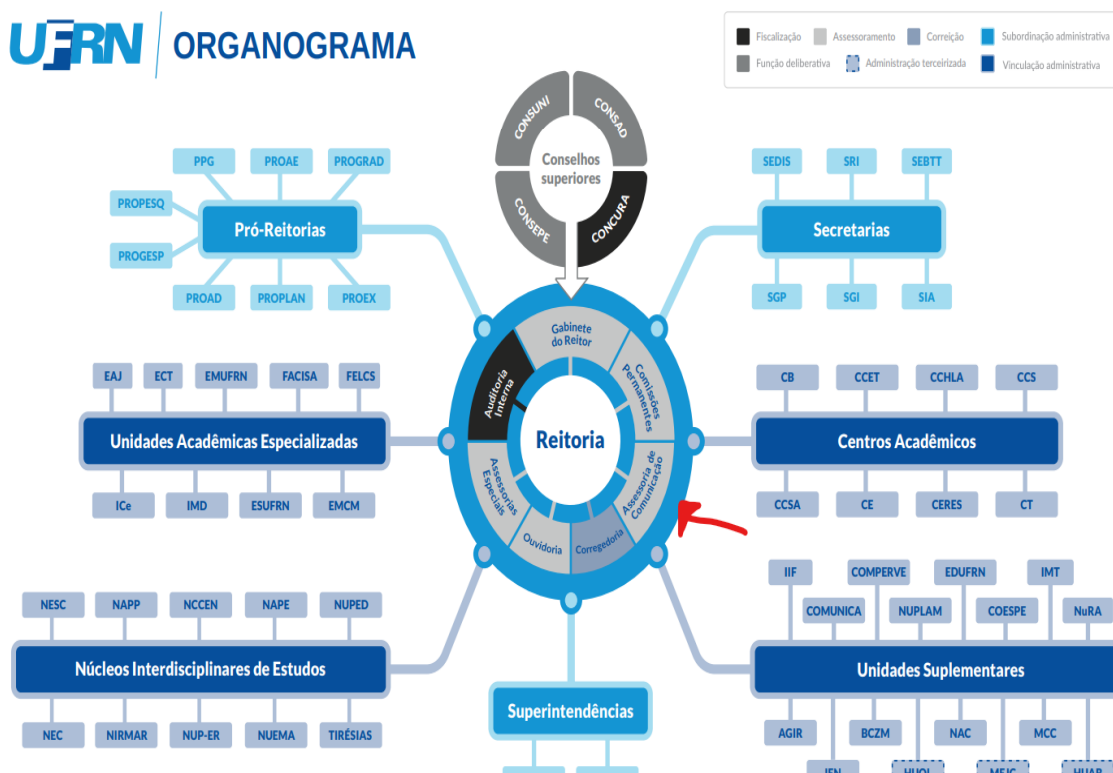 UFRN
ORGANOGRAMA
Fiscalização
Assessoramento
Correição
Subordinação administrativa
Função deliberativa
Administração terceirizada
Vinculação administrativa
CONSUNI
CONSAD
Conselhos
superiores
CONSEPE
CONCURA
PPG
PROAE
PROGRAD
PROPESQ
Pró-Reitorias
PROGESP
PROAD
PROPLAN
PROEX
SEDIS
SRI
SEBTT
Secretarias
SGP
SGI
SIA
Gabinete
do Reitor
Auditoria
Interna
Comissões
Permanentes
Reitoria
Assessorias
Especiais
Assessoria de
Comunicação
Ouvidoria
Corregedoria
EAJ
ECT
EMUFRN
FACISA
FELCS
Unidades Acadêmicas Especializadas
ICe
IMD
ESUFRN
EMCM
CB
CCET
CCHLA
CCS
Centros Acadêmicos
CCSA
CE
CERES
CT
NESC
NAPP
NCCEN
NAPE
NUPED
Núcleos Interdisciplinares de Estudos
NEC
NIRMAR
NUP-ER
NUEMA
TIRÉSIAS
Superintendências
IIF
COMPERVE
EDUFRN
IMT
COMUNICA
NUPLAM
COESPE
NuRA
Unidades Suplementares
AGIR
BCZM
NAC
MCC